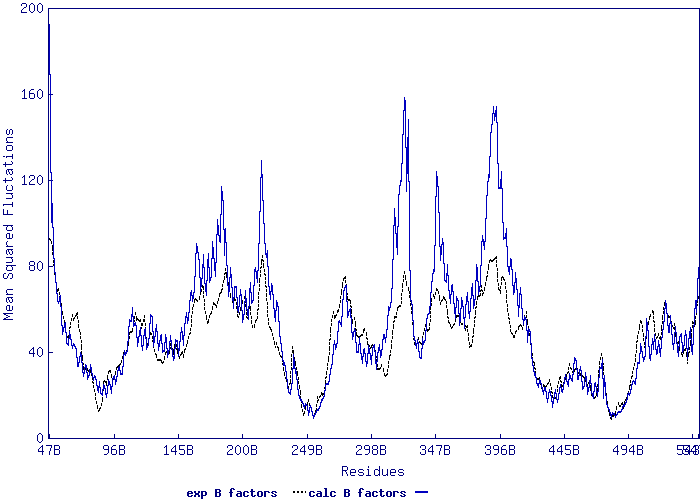 200
160
120
80
40
0
Mean Squared Fluctations
47B 96B 145B 200B 249B 298B 347B 396B 445B 494B
Residues
exp B factors calc B factors